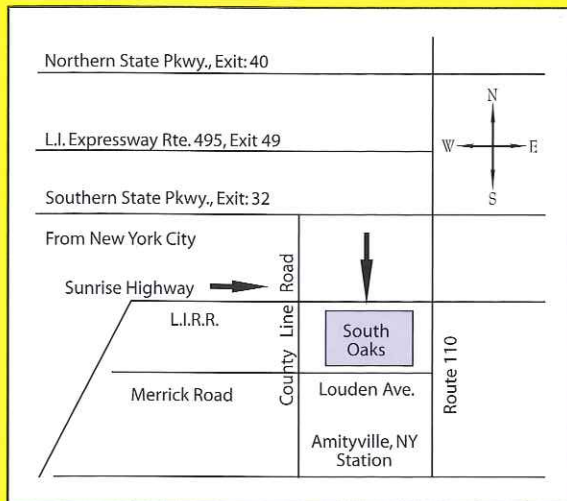 Northern State Pkwy., Exit: 40
L.I. Expressway Rte. 495, Exit 49
N
W
E
S
Southern State Pkwy., Exit: 32
From New York City
Sunrise Highway
County Line Road
L.I.R.R.
South
Oaks
Route 110
Merrick Road
Louden Ave.
Amityville, NY
Station